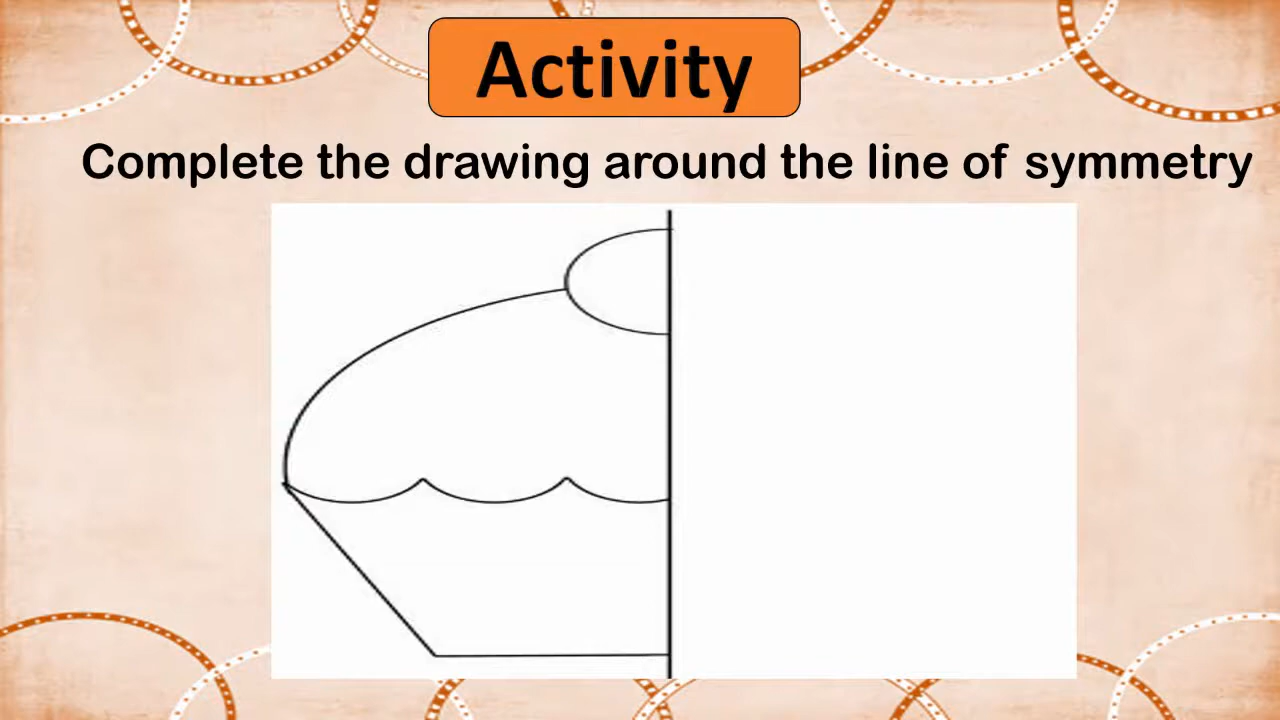 Activity
Complete the drawing around the line of symmetry